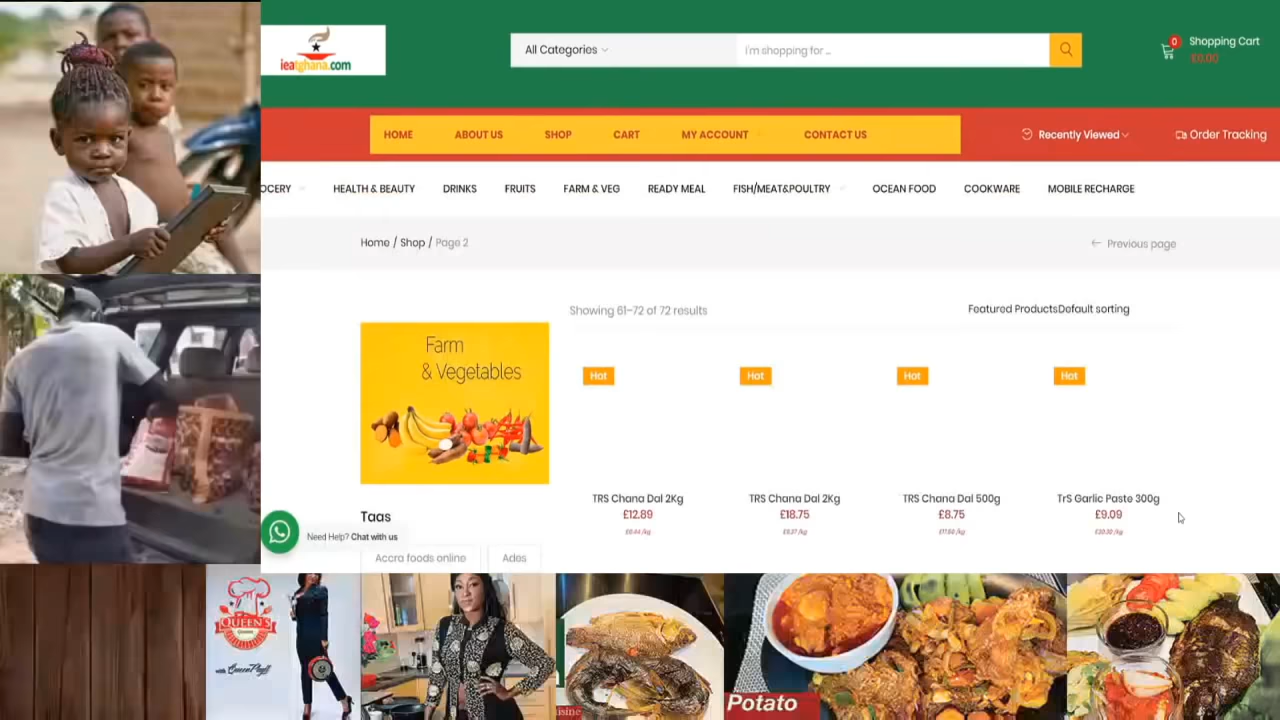 ieatghana.com
All Categories
I'm shopping for ...
0
Shopping Cart
£0.00
HOME ABOUT US SHOP CART MY ACCOUNT CONTACT US
Recently Viewed
Order Tracking
OCERY HEALTH & BEAUTY DRINKS FRUITS FARM & VEG READY MEAL FISH/MEAT&POULTRY OCEAN FOOD COOKWARE MOBILE RECHARGE
Home / Shop / Page 2
Previous page
Showing 61–72 of 72 results
Featured ProductsDefault sorting
Farm
& Vegetables
Hot Hot Hot Hot
TRS Chana Dal 2Kg TRS Chana Dal 2Kg TRS Chana Dal 500g TrS Garlic Paste 300g
£12.89 £18.75 £8.75 £9.09
Taas
Need Help? Chat with us
Accra foods online Ades
QUEEN'S
Potato